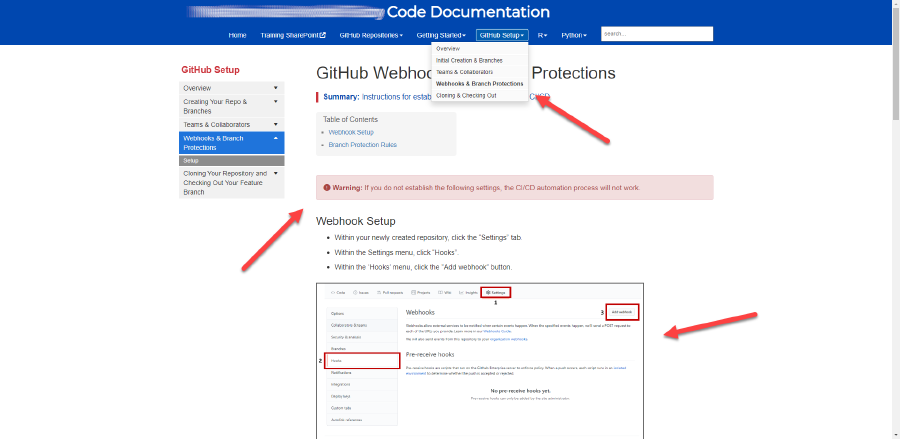 Code Documentation
Home Training SharePoint GitHub Repositories Getting Started GitHub Setup R Python search...
Overview
Initial Creation & Branches
Teams & Collaborators
Webhooks & Branch Protections
Cloning & Checking Out
GitHub Setup
Overview
Creating Your Repo &
Branches
Teams & Collaborators
Webhooks & Branch
Protections
Setup
Cloning Your Repository and
Checking Out Your Feature
Branch
GitHub Webhoo Protections
Summary: Instructions for estab CI/CD
Table of Contents
Webhook Setup
Branch Protection Rules
Warning: If you do not establish the following settings, the CI/CD automation process will not work.
Webhook Setup
Within your newly created repository, click the "Settings" tab.
Within the Settings menu, click "Hooks".
Within the 'Hooks' menu, click the "Add webhook" button.
Code Issues Pull requests Projects Wiki Insights Settings
1
Options
Collaborators & teams
Security & analysis
Branches
2 Hooks
Notifications
Integrations
Deploy keys
Custom tabs
Webhooks
3 Add webhook
Webhooks allow external services to be notified when certain events happen. When the specified events happen, we'll send a POST request to
each of the URLs you provide. Learn more in our Webhooks Guide.
We will also send events from this repository to your organization webhooks.
Pre-receive hooks
Pre-receive hooks are scripts that run on the GitHub Enterprise server to enforce policy. When a push occurs, each script runs in an isolated
environment to determine whether the push is accepted or rejected.
No pre-receive hooks yet.
Pre-receive hooks can only be added by the site administrator.